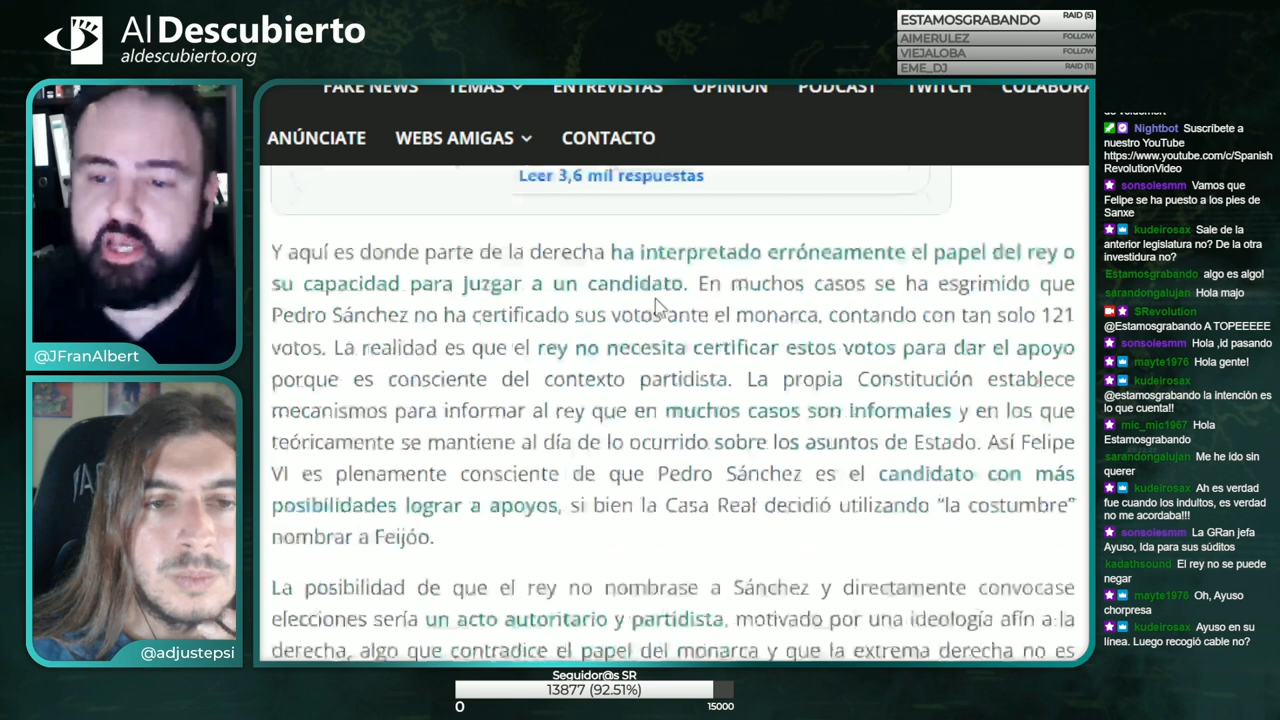 Al Descubierto
aldescubierto.org
ESTAMOSGRABANDO RAID (5)
AIMERULEZ FOLLOW
VIEJALOBA FOLLOW
EME_DJ RAID (11)
FAKE NEWS TEMAS ENTREVISTAS OPINIÓN PODCAST TWITCH COLABORA
ANÚNCIATE WEBS AMIGAS CONTACTO
Leer 3,6 mil respuestas
Y aquí es donde parte de la derecha ha interpretado erróneamente el papel del rey o
su capacidad para juzgar a un candidato. En muchos casos se ha esgrimido que
Pedro Sánchez no ha certificado sus votos ante el monarca, contando con tan solo 121
votos. La realidad es que el rey no necesita certificar estos votos para dar el apoyo
porque es consciente del contexto partidista. La propia Constitución establece
mecanismos para informar al rey que en muchos casos son informales y en los que
teóricamente se mantiene al día de lo ocurrido sobre los asuntos de Estado. Así Felipe
VI es plenamente consciente de que Pedro Sánchez es el candidato con más
posibilidades lograr a apoyos, si bien la Casa Real decidió utilizando “la costumbre”
nombrar a Feijóo.
La posibilidad de que el rey no nombrase a Sánchez y directamente convocase
elecciones sería un acto autoritario y partidista, motivado por una ideología afín a la
derecha, algo que contradice el papel del monarca y que la extrema derecha no es
@JFranAlbert
@adjustepsi
Nightbot Suscríbete a
nuestro YouTube
https://www.youtube.com/c/Spanish
RevolutionVideo
sonsolesmm Vamos que
Felipe se ha puesto a los pies de
Sanxe
kudeirosax Sale de la
anterior legislatura no? De la otra
investidura no?
Estamosgrabando algo es algo!
sarandongalujan Hola majo
SRevolution
@Estamosgrabando A TOPEEEEE
sonsolesmm Hola ,id pasando
mayte1976 Hola gente!
kudeirosax
@estamosgrabando la intención es
lo que cuenta!!
mic_mic1967 Hola
Estamosgrabando
sarandongalujan Me he ido sin
querer
kudeirosax Ah es verdad
fue cuando los indultos, es verdad
no me acordaba!!!
sonsolesmm La GRan jefa
Ayuso, Ida para sus súditos
kadathsound El rey no se puede
negar
mayte1976 Oh, Ayuso
chorpresa
kudeirosax Ayuso en su
línea. Luego recogió cable no?
Seguidor@s SR
13877 (92.51%)
0 15000